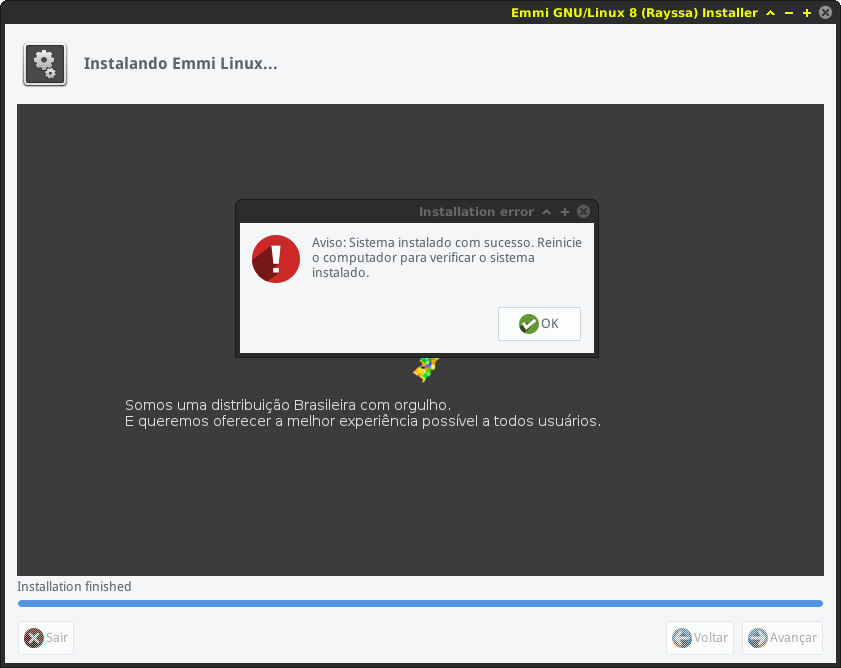 Emmi GNU/Linux 8 (Rayssa) Installer
Instalando Emmi Linux...
Installation error
Aviso: Sistema instalado com sucesso. Reinicie
o computador para verificar o sistema
instalado.
OK
Somos uma distribuição Brasileira com orgulho.
E queremos oferecer a melhor experiência possível a todos usuários.
Installation finished
Sair
Voltar
Avançar